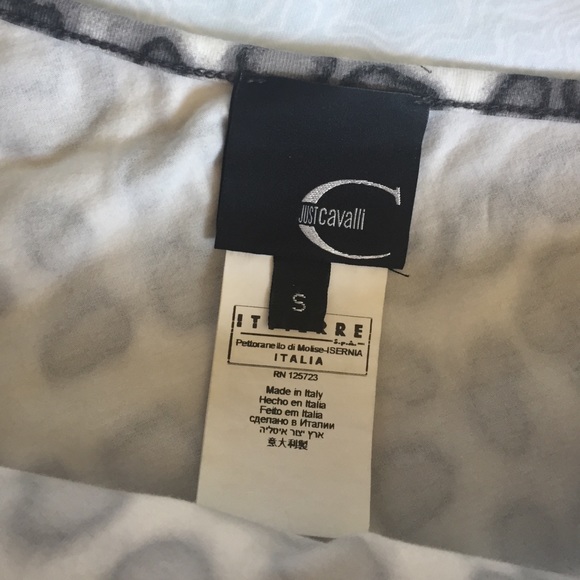 JUST cavalli
S
ITTIERRE
S.p.A.
Pettoranello di Molise-ISERNIA
ITALIA
RN 125723
Made in Italy
Hecho en Italia
Feito em Italia
сделано в Италии
ארץ יצור איטליה
意大利製